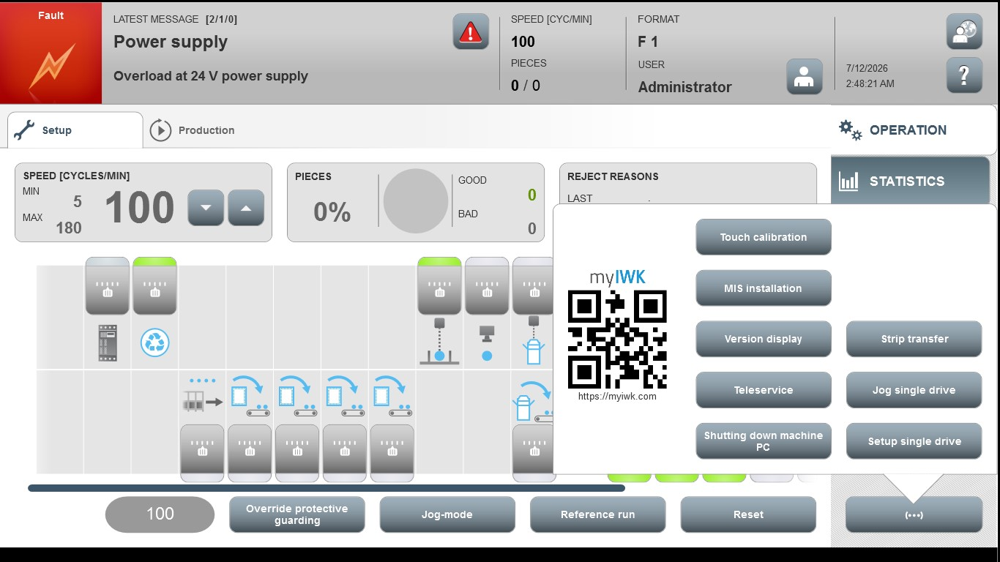 Fault
LATEST MESSAGE [2/1/0]
Power supply
Overload at 24 V power supply
SPEED [CYC/MIN]
100
PIECES
0 / 0
FORMAT
F 1
USER
Administrator
7/12/2026
2:48:21 AM
?
Setup
Production
OPERATION
STATISTICS
SPEED [CYCLES/MIN]
MIN
5
MAX
180
100
PIECES
0%
GOOD
0
BAD
0
REJECT REASONS
LAST
.
myIWK
https://myiwk.com
Touch calibration
MIS installation
Version display
Teleservice
Shutting down machine
PC
Strip transfer
Jog single drive
Setup single drive
100
Override protective
guarding
Jog-mode
Reference run
Reset
(•••)